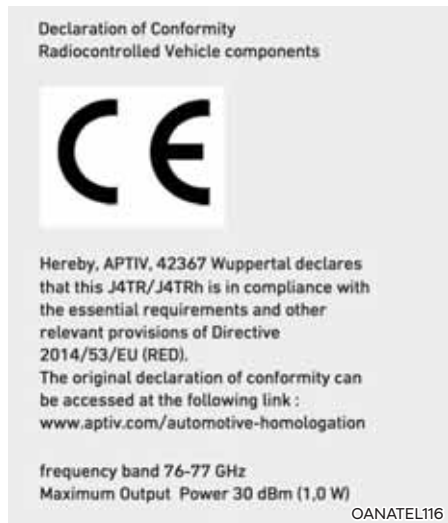 Declaration of Conformity
Radiocontrolled Vehicle components
CE
Hereby, APTIV, 42367 Wuppertal declares
that this J4TR/J4TRh is in compliance with
the essential requirements and other
relevant provisions of Directive
2014/53/EU (RED).
The original declaration of conformity can
be accessed at the following link :
www.aptiv.com/automotive-homologation
frequency band 76-77 GHz
Maximum Output Power 30 dBm (1,0 W)
OANATEL116